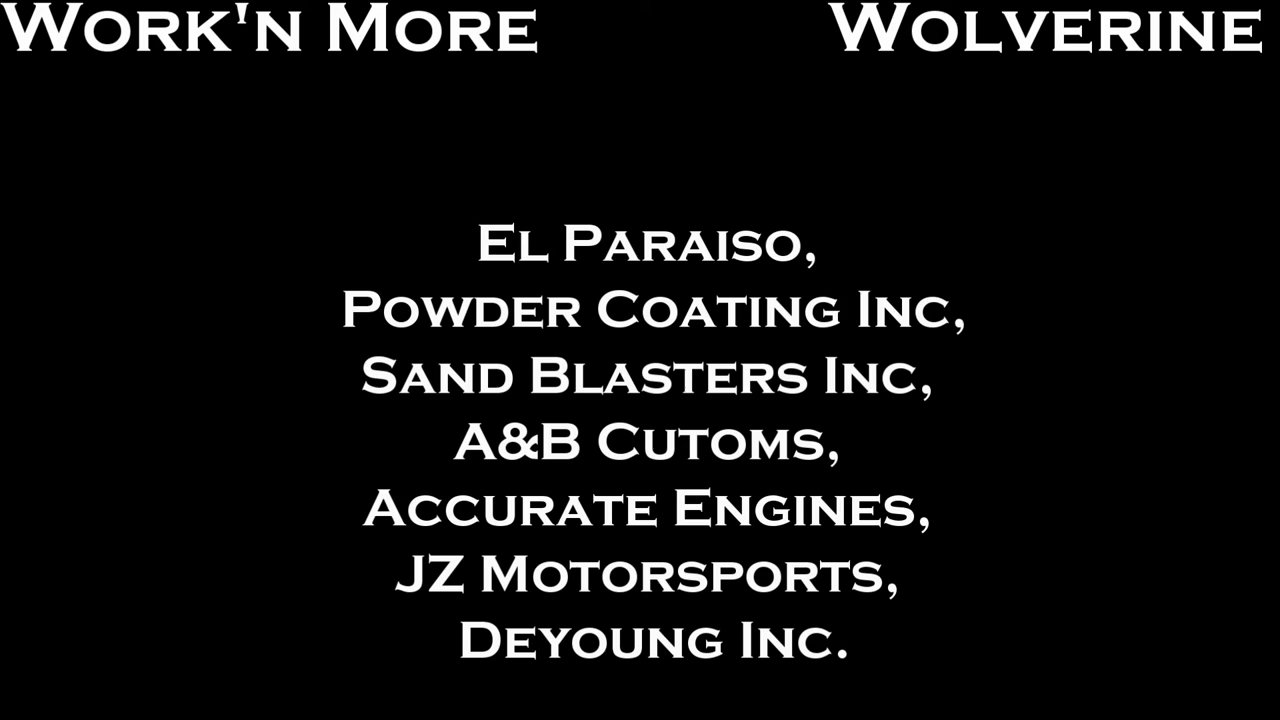 Work'n More
Wolverine
El Paraiso,
Powder Coating Inc,
Sand Blasters Inc,
A&B Cutoms,
Accurate Engines,
JZ Motorsports,
Deyoung Inc.